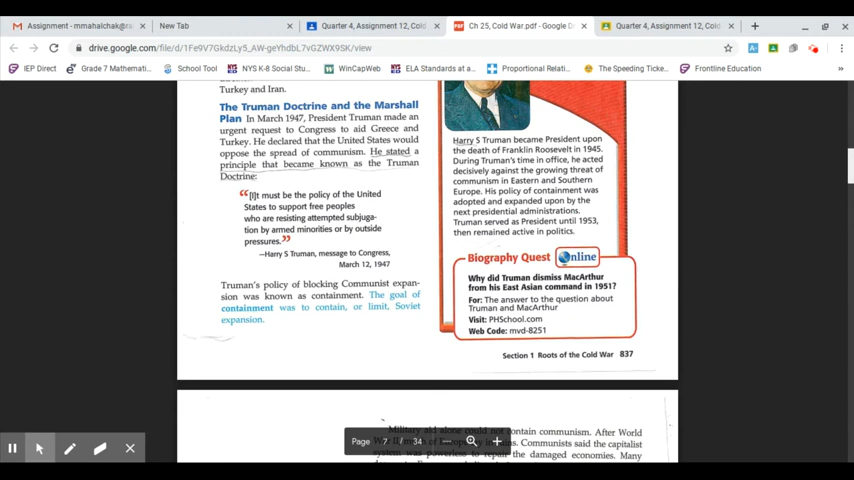 Assignment - mmahalchak@ra
New Tab
Quarter 4, Assignment 12, Cold
Ch 25, Cold War.pdf - Google D
Quarter 4, Assignment 12, Cold
drive.google.com/file/d/1Fe9V7GkdzLy5_AW-geYhdbL7vGZWX9SK/view
IEP Direct
Grade 7 Mathemati...
School Tool
NYS K-8 Social Stu...
WinCapWeb
ELA Standards at a...
Proportional Relati...
The Speeding Ticke...
Frontline Education
Turkey and Iran.
The Truman Doctrine and the Marshall
Plan In March 1947, President Truman made an
urgent request to Congress to aid Greece and
Turkey. He declared that the United States would
oppose the spread of communism. He stated a
principle that became known as the Truman
Doctrine:
“[I]t must be the policy of the United
States to support free peoples
who are resisting attempted subjuga-
tion by armed minorities or by outside
pressures.”
—Harry S Truman, message to Congress,
March 12, 1947
Truman's policy of blocking Communist expan-
sion was known as containment. The goal of
containment was to contain, or limit, Soviet
expansion.
Harry S Truman became President upon
the death of Franklin Roosevelt in 1945.
During Truman's time in office, he acted
decisively against the growing threat of
communism in Eastern and Southern
Europe. His policy of containment was
adopted and expanded upon by the
next presidential administrations.
Truman served as President until 1953,
then remained active in politics.
Biography Quest Online
Why did Truman dismiss MacArthur
from his East Asian command in 1951?
For: The answer to the question about
Truman and MacArthur
Visit: PHSchool.com
Web Code: mvd-8251
Section 1 Roots of the Cold War 837
Military aid alone could not contain communism. After World
Communists said the capitalist
system was powerless to repair the damaged economies. Many
Page 7 / 34